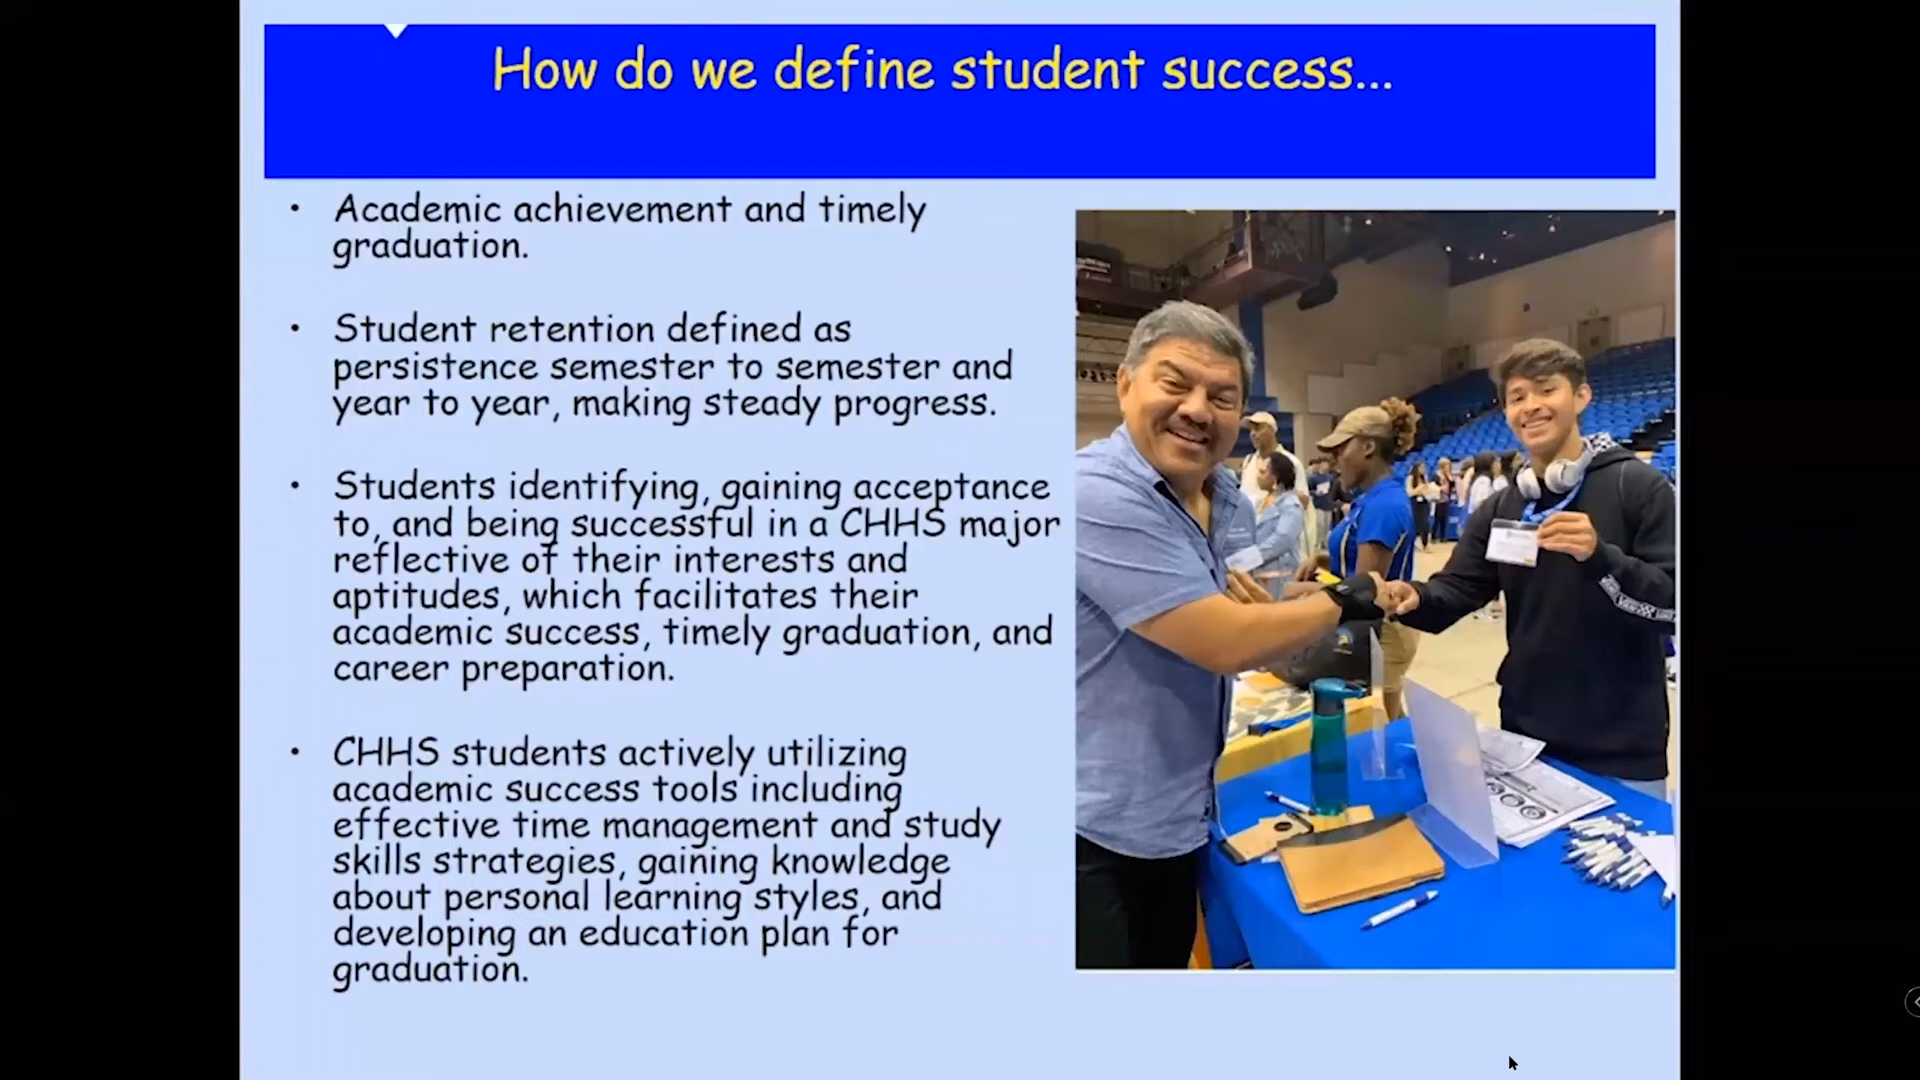 How do we define student success...
• Academic achievement and timely
graduation.
• Student retention defined as
persistence semester to semester and
year to year, making steady progress.
• Students identifying, gaining acceptance
to, and being successful in a CHHS major
reflective of their interests and
aptitudes, which facilitates their
academic success, timely graduation, and
career preparation.
• CHHS students actively utilizing
academic success tools including
effective time management and study
skills strategies, gaining knowledge
about personal learning styles, and
developing an education plan for
graduation.